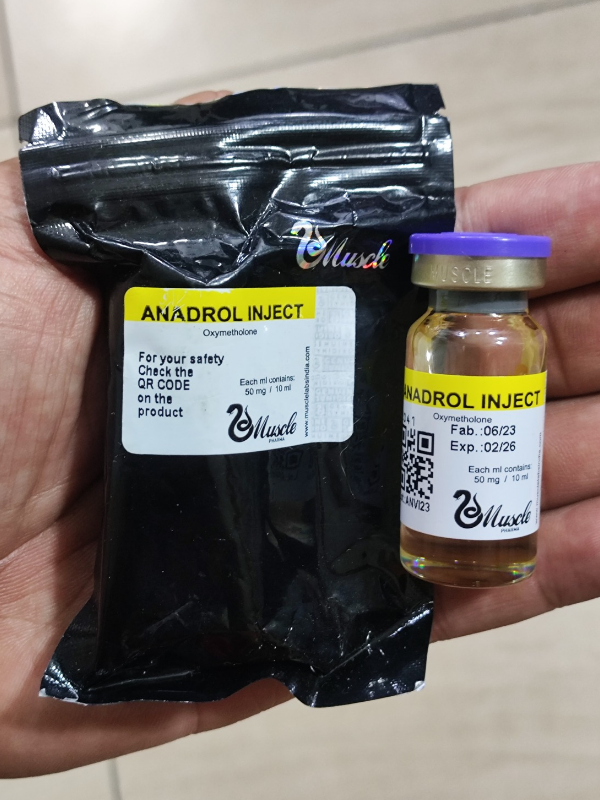 Muscle
ANADROL INJECT
Oxymetholone
For your safety
Check the
QR CODE
on the
product
Each ml contains:
50 mg / 10 ml
www.musclelabsindia.com
Muscle
PHARMA
MUSCLE
ANADROL INJECT
Oxymetholone
Fab.:06/23
Exp.:02/26
Each ml contains:
50 mg / 10 ml
ANVI23
Muscle
PHARMA